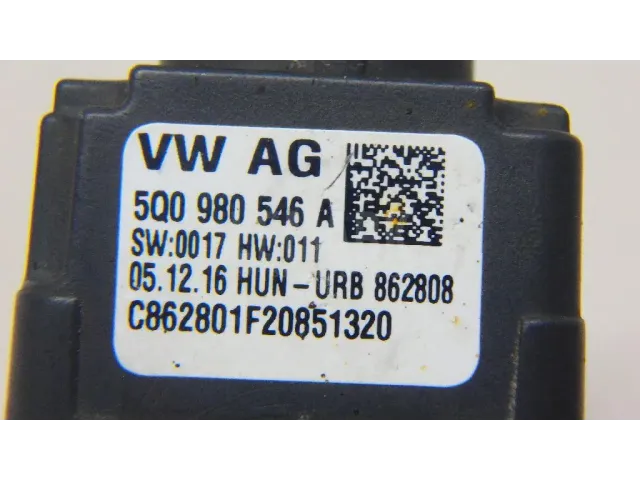 VW AG
5Q0 980 546 A
SW:0017 HW:011
05.12.16 HUN-URB 862808
C862801F20851320